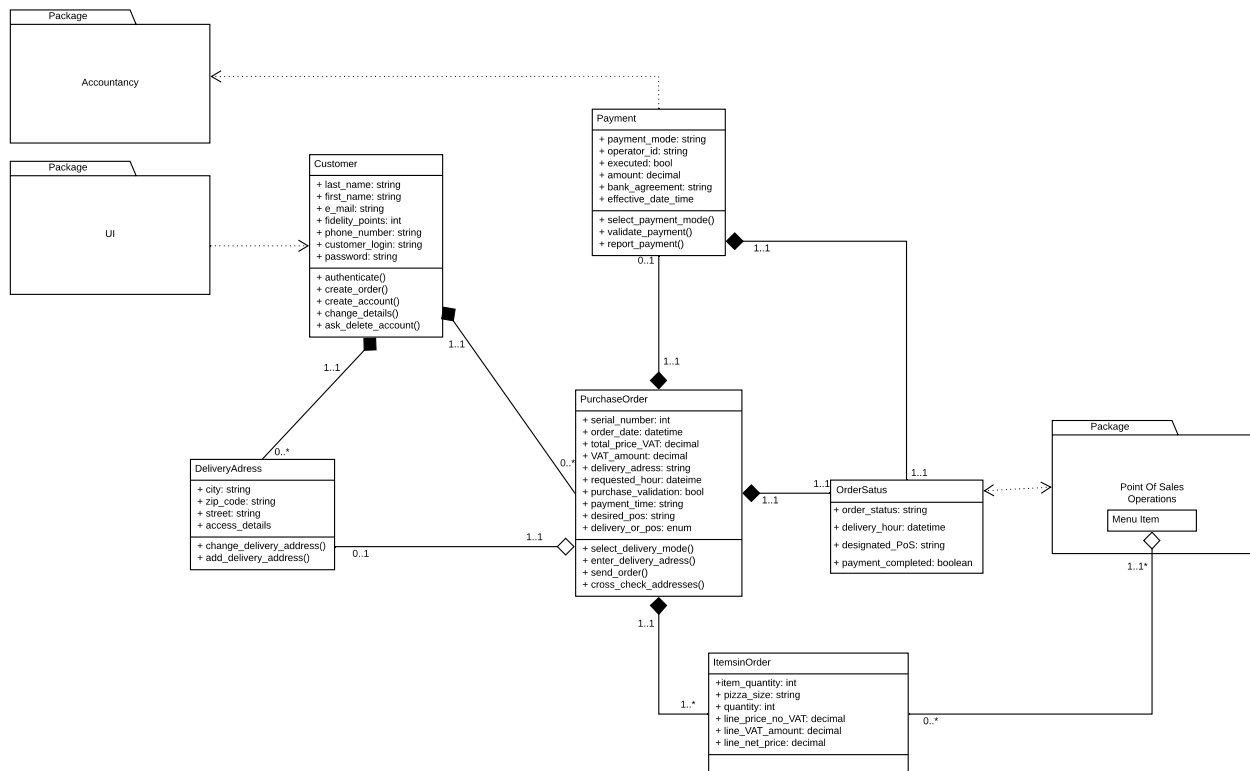 Package
Accountancy
Package
UI
Customer
+ last_name: string
+ first_name: string
+ e_mail: string
+ fidelity_points: int
+ phone_number: string
+ customer_login: string
+ password: string
+ authenticate()
+ create_order()
+ create_account()
+ change_details()
+ ask_delete_account()
1..1
1..1
Payment
+ payment_mode: string
+ operator_id: string
+ executed: bool
+ amount: decimal
+ bank_agreement: string
+ effective_date_time
+ select_payment_mode()
+ validate_payment()
+ report_payment()
0..1
1..1
1..1
PurchaseOrder
+ serial_number: int
+ order_date: datetime
+ total_price_VAT: decimal
+ VAT_amount: decimal
+ delivery_adress: string
+ requested_hour: dateime
+ purchase_validation: bool
+ payment_time: string
+ desired_pos: string
+ delivery_or_pos: enum
+ select_delivery_mode()
+ enter_delivery_adress()
+ send_order()
+ cross_check_addresses()
0..*
0..*
DeliveryAdress
+ city: string
+ zip_code: string
+ street: string
+ access_details
+ change_delivery_address()
+ add_delivery_address()
0..1
1..1
1..1
1..1
1..1
OrderSatus
+ order_status: string
+ delivery_hour: datetime
+ designated_PoS: string
+ payment_completed: boolean
Package
Point Of Sales
Operations
Menu Item
1..1*
1..1
1..*
ItemsinOrder
+item_quantity: int
+ pizza_size: string
+ quantity: int
+ line_price_no_VAT: decimal
+ line_VAT_amount: decimal
+ line_net_price: decimal
0..*